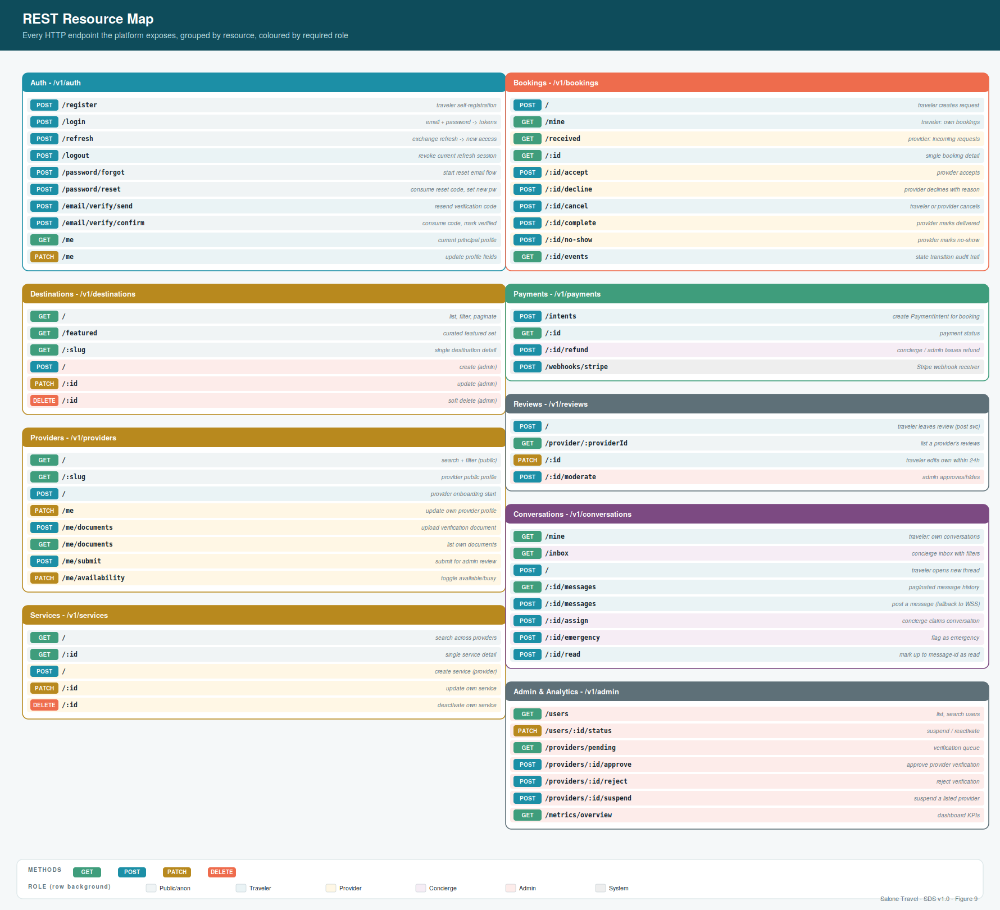 REST Resource Map
Every HTTP endpoint the platform exposes, grouped by resource, coloured by required role
Auth - /v1/auth
POST /register traveler self-registration
POST /login email + password -> tokens
POST /refresh exchange refresh -> new access
POST /logout revoke current refresh session
POST /password/forgot start reset email flow
POST /password/reset consume reset code, set new pw
POST /email/verify/send resend verification code
POST /email/verify/confirm consume code, mark verified
GET /me current principal profile
PATCH /me update profile fields
Destinations - /v1/destinations
GET / list, filter, paginate
GET /featured curated featured set
GET /:slug single destination detail
POST / create (admin)
PATCH /:id update (admin)
DELETE /:id soft delete (admin)
Providers - /v1/providers
GET / search + filter (public)
GET /:slug provider public profile
POST / provider onboarding start
PATCH /me update own provider profile
POST /me/documents upload verification document
GET /me/documents list own documents
POST /me/submit submit for admin review
PATCH /me/availability toggle available/busy
Services - /v1/services
GET / search across providers
GET /:id single service detail
POST / create service (provider)
PATCH /:id update own service
DELETE /:id deactivate own service
Bookings - /v1/bookings
POST / traveler creates request
GET /mine traveler: own bookings
GET /received provider: incoming requests
GET /:id single booking detail
POST /:id/accept provider accepts
POST /:id/decline provider declines with reason
POST /:id/cancel traveler or provider cancels
POST /:id/complete provider marks delivered
POST /:id/no-show provider marks no-show
GET /:id/events state transition audit trail
Payments - /v1/payments
POST /intents create PaymentIntent for booking
GET /:id payment status
POST /:id/refund concierge / admin issues refund
POST /webhooks/stripe Stripe webhook receiver
Reviews - /v1/reviews
POST / traveler leaves review (post svc)
GET /provider/:providerId list a provider's reviews
PATCH /:id traveler edits own within 24h
POST /:id/moderate admin approves/hides
Conversations - /v1/conversations
GET /mine traveler: own conversations
GET /inbox concierge inbox with filters
POST / traveler opens new thread
GET /:id/messages paginated message history
POST /:id/messages post a message (fallback to WSS)
POST /:id/assign concierge claims conversation
POST /:id/emergency flag as emergency
POST /:id/read mark up to message-id as read
Admin & Analytics - /v1/admin
GET /users list, search users
PATCH /users/:id/status suspend / reactivate
GET /providers/pending verification queue
POST /providers/:id/approve approve provider verification
POST /providers/:id/reject reject verification
POST /providers/:id/suspend suspend a listed provider
GET /metrics/overview dashboard KPIs
METHODS GET POST PATCH DELETE
ROLE (row background) Public/anon Traveler Provider Concierge Admin System
Salone Travel - SDS v1.0 - Figure 9